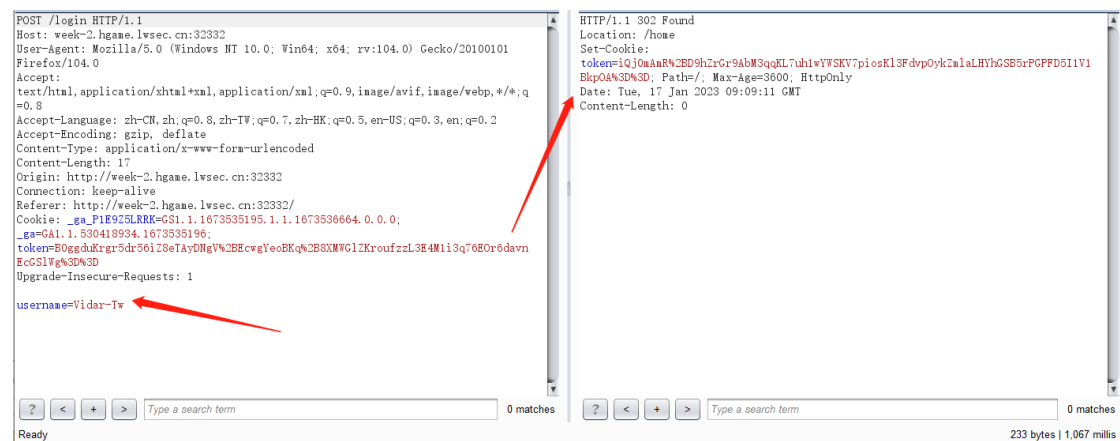 POST /login HTTP/1.1
Host: week-2.hgame.lwsec.cn:32332
User-Agent: Mozilla/5.0 (Windows NT 10.0; Win64; x64; rv:104.0) Gecko/20100101
Firefox/104.0
Accept:
text/html,application/xhtml+xml,application/xml;q=0.9,image/avif,image/webp,*/*;q
=0.8
Accept-Language: zh-CN,zh;q=0.8,zh-TW;q=0.7,zh-HK;q=0.5,en-US;q=0.3,en;q=0.2
Accept-Encoding: gzip, deflate
Content-Type: application/x-www-form-urlencoded
Content-Length: 17
Origin: http://week-2.hgame.lwsec.cn:32332
Connection: keep-alive
Referer: http://week-2.hgame.lwsec.cn:32332/
Cookie: _ga_P1E9Z5LRRK=GS1.1.1673535195.1.1.1673536664.0.0.0;
_ga=GA1.1.530418934.1673535196;
token=B0ggduKrgr5dr56iZ8eTAyDNgV%2BEcwgYeoBKq%2B8XMWGlZKroufzzL3E4M1i3q76EOr6davn
EcGSlWg%3D%3D
Upgrade-Insecure-Requests: 1
username=Vidar-Tw
? < + > Type a search term 0 matches
Ready
HTTP/1.1 302 Found
Location: /home
Set-Cookie:
token=iQjOmAmR%2BD9hZrGr9AbM3qqKL7uh1wYWSKV7piosKl3FdvpOykZmlaLHYhGSB5rPGPFD5I1V1
BkpOA%3D%3D; Path=/; Max-Age=3600; HttpOnly
Date: Tue, 17 Jan 2023 09:09:11 GMT
Content-Length: 0
? < + > Type a search term 0 matches
233 bytes | 1,067 millis